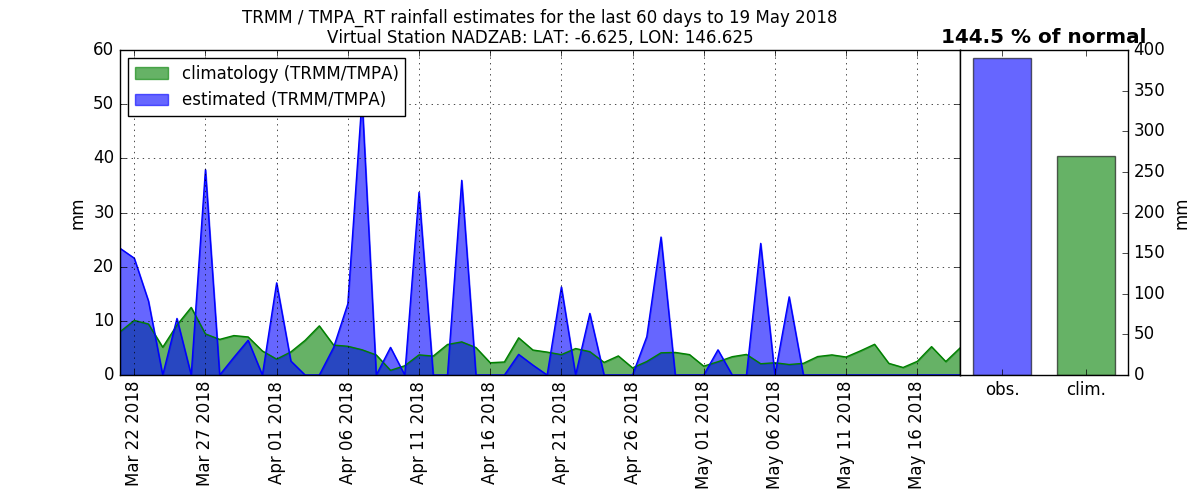 TRMM / TMPA_RT rainfall estimates for the last 60 days to 19 May 2018
Virtual Station NADZAB: LAT: -6.625, LON: 146.625
144.5 % of normal
climatology (TRMM/TMPA)
estimated (TRMM/TMPA)
mm
60
50
40
30
20
10
0
Mar 22 2018
Mar 27 2018
Apr 01 2018
Apr 06 2018
Apr 11 2018
Apr 16 2018
Apr 21 2018
Apr 26 2018
May 01 2018
May 06 2018
May 11 2018
May 16 2018
obs.
clim.
400
350
300
250
200
150
100
50
0
mm